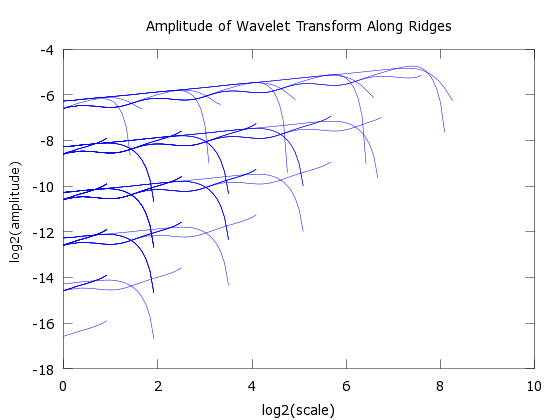 Amplitude of Wavelet Transform Along Ridges
-4
-6
-8
-10
-12
-14
-16
-18
log2(amplitude)
0 2 4 6 8 10
log2(scale)